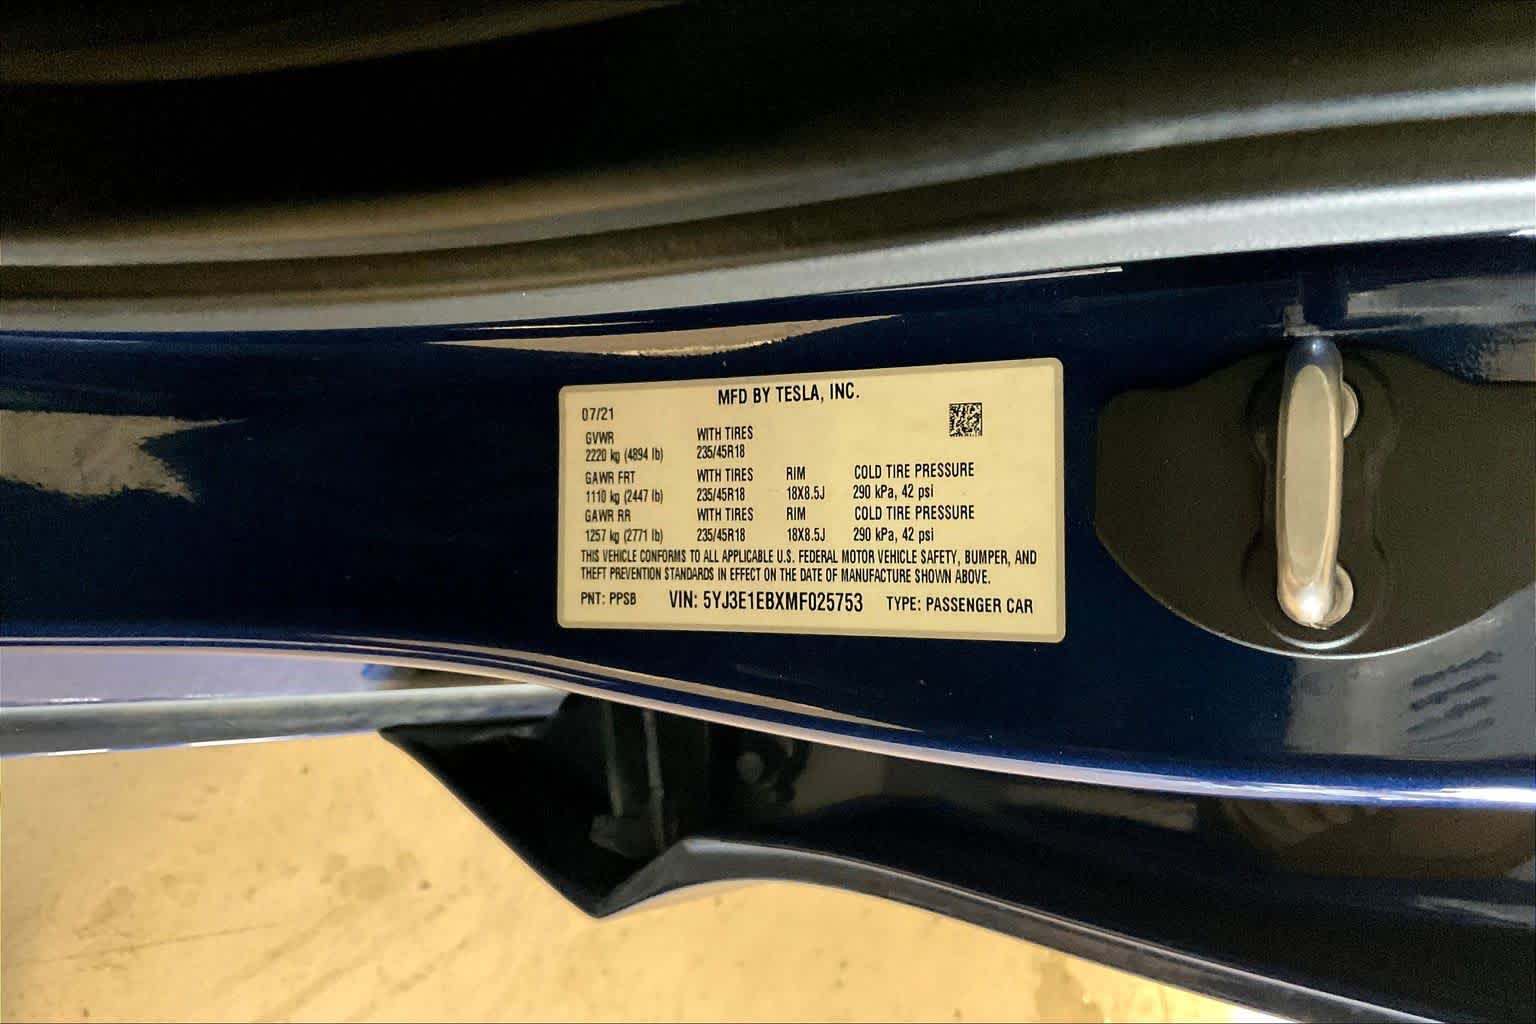 MFD BY TESLA, INC.
07/21
GVWR WITH TIRES
2220 kg (4894 lb) 235/45R18
GAWR FRT WITH TIRES RIM COLD TIRE PRESSURE
1110 kg (2447 lb) 235/45R18 18X8.5J 290 kPa, 42 psi
GAWR RR WITH TIRES RIM COLD TIRE PRESSURE
1257 kg (2771 lb) 235/45R18 18X8.5J 290 kPa, 42 psi
THIS VEHICLE CONFORMS TO ALL APPLICABLE U.S. FEDERAL MOTOR VEHICLE SAFETY, BUMPER, AND
THEFT PREVENTION STANDARDS IN EFFECT ON THE DATE OF MANUFACTURE SHOWN ABOVE.
PNT: PPSB VIN: 5YJ3E1EBXMF025753 TYPE: PASSENGER CAR